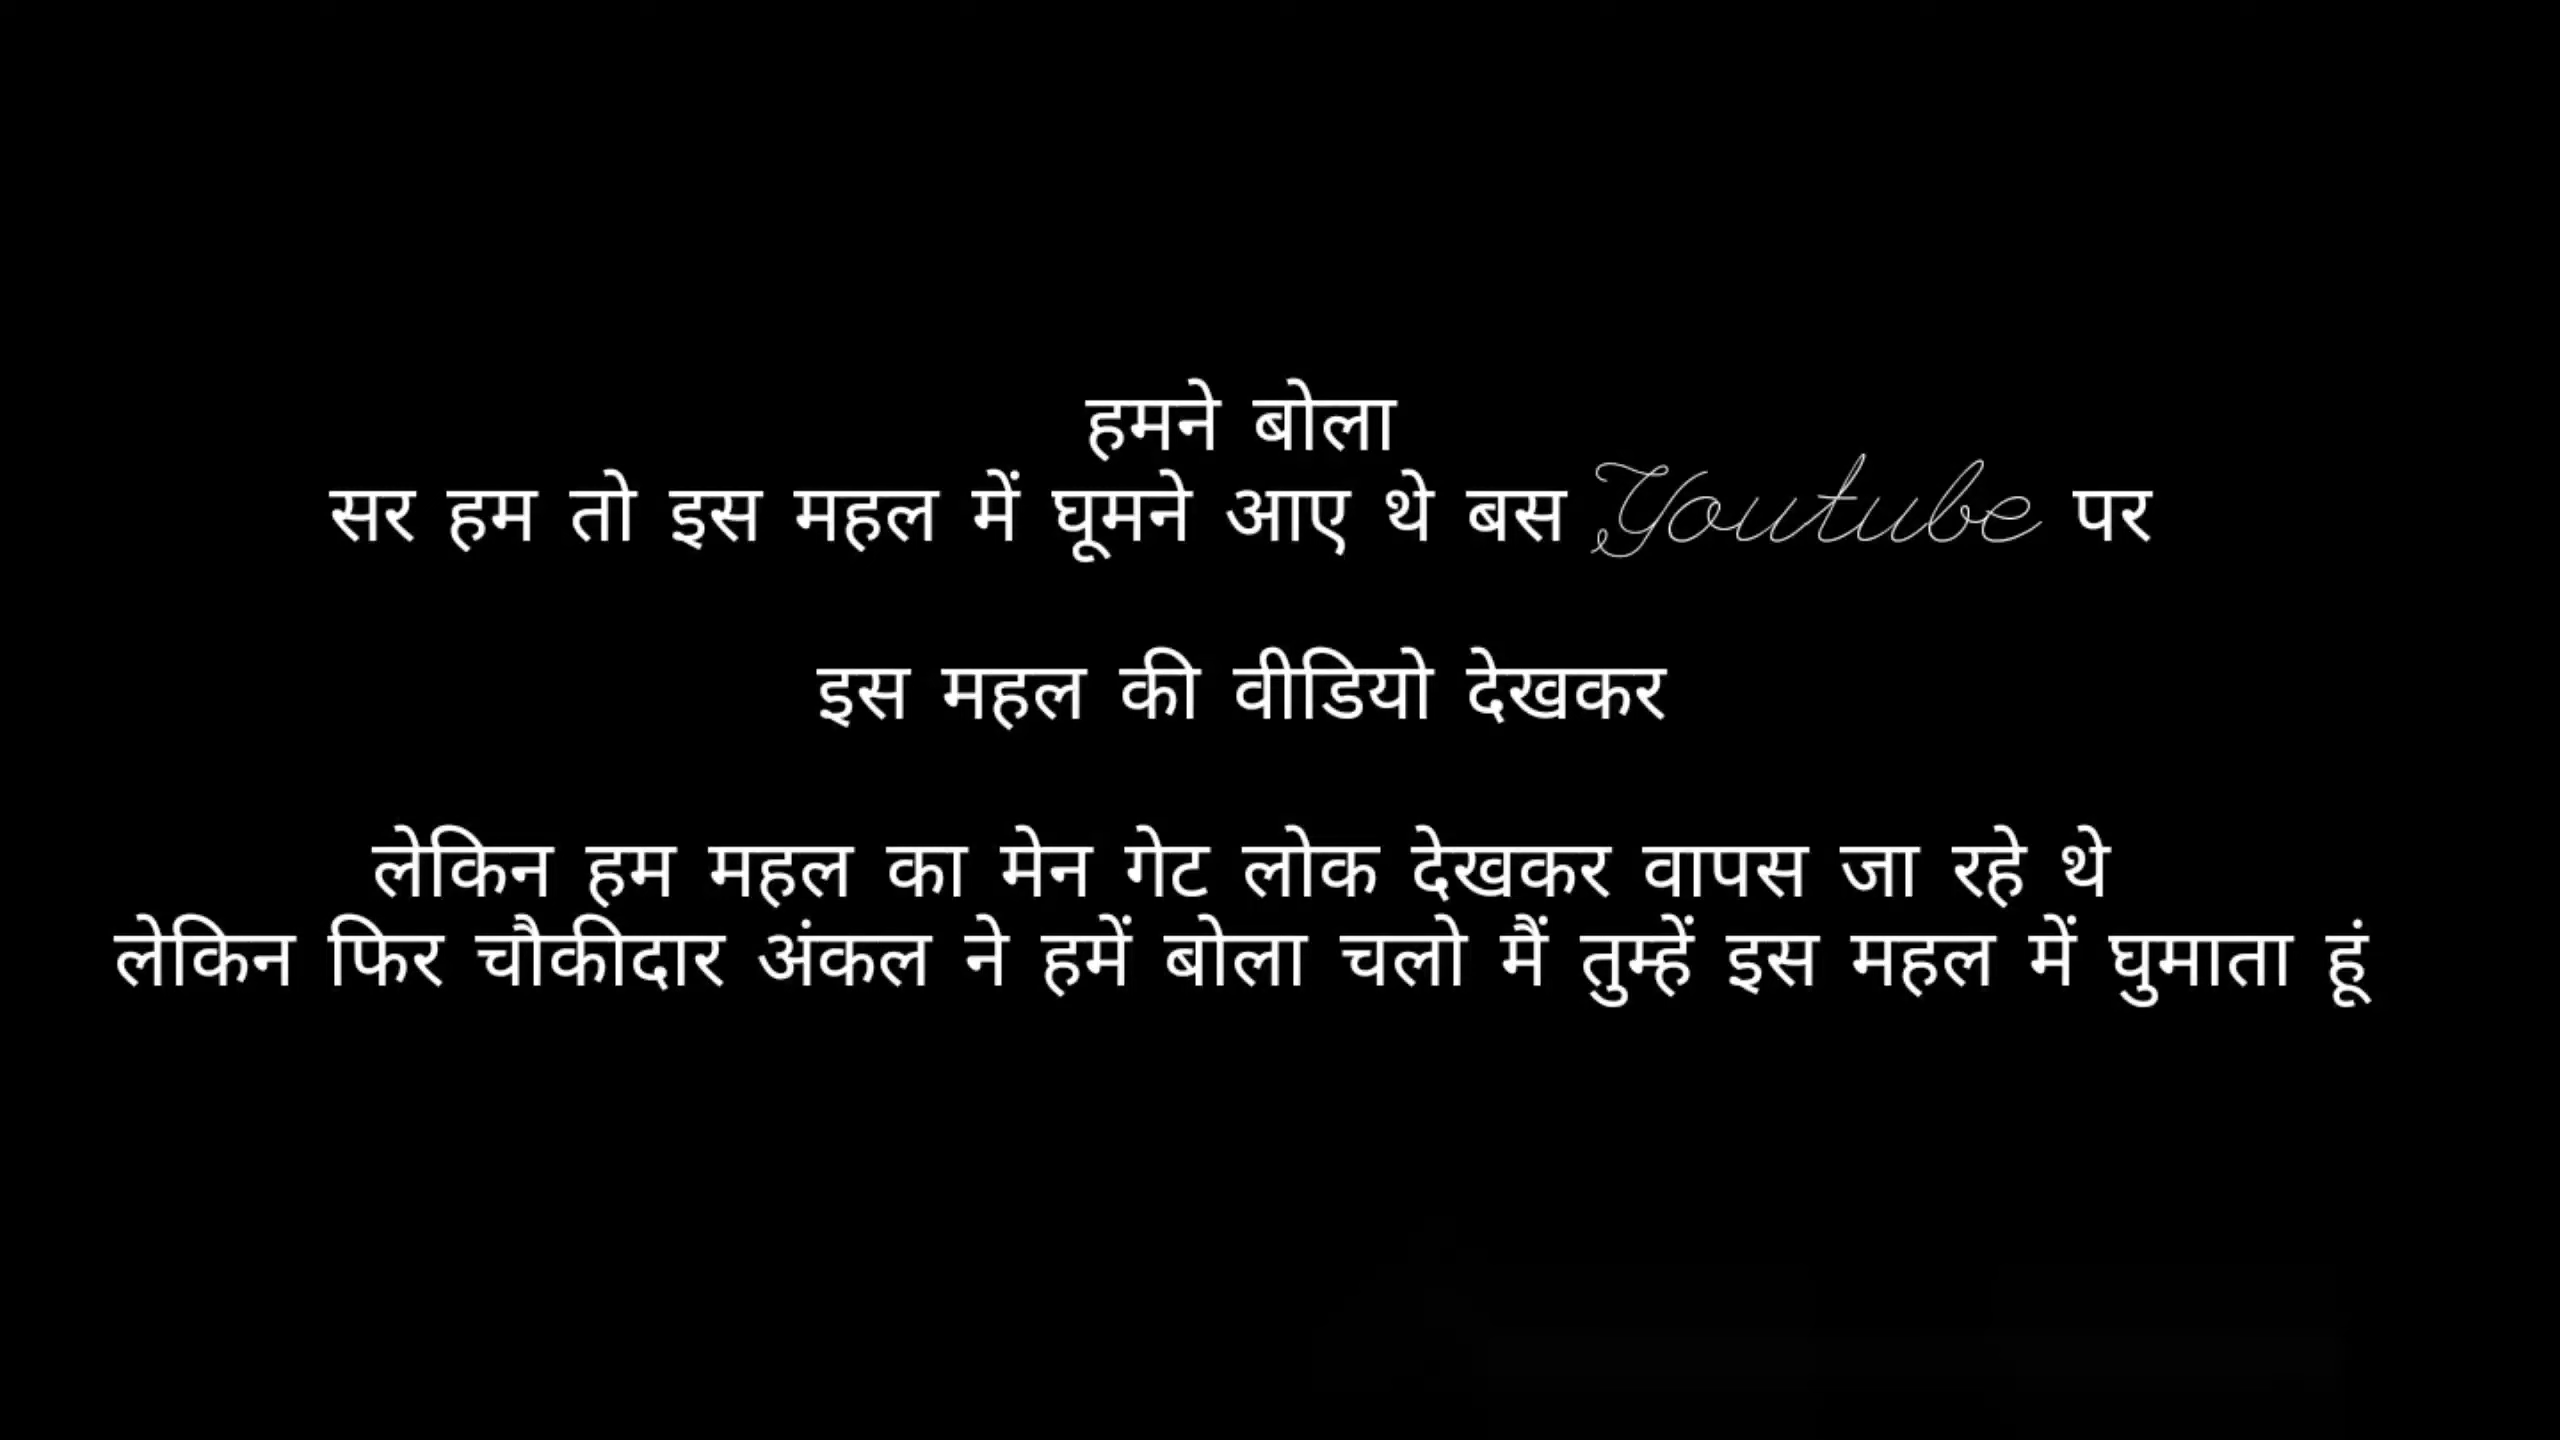 हमने बोला
सर हम तो इस महल में घूमने आए थे बस Youtube पर
इस महल की वीडियो देखकर
लेकिन हम महल का मेन गेट लोक देखकर वापस जा रहे थे
लेकिन फिर चौकीदार अंकल ने हमें बोला चलो मैं तुम्हें इस महल में घुमाता हूं